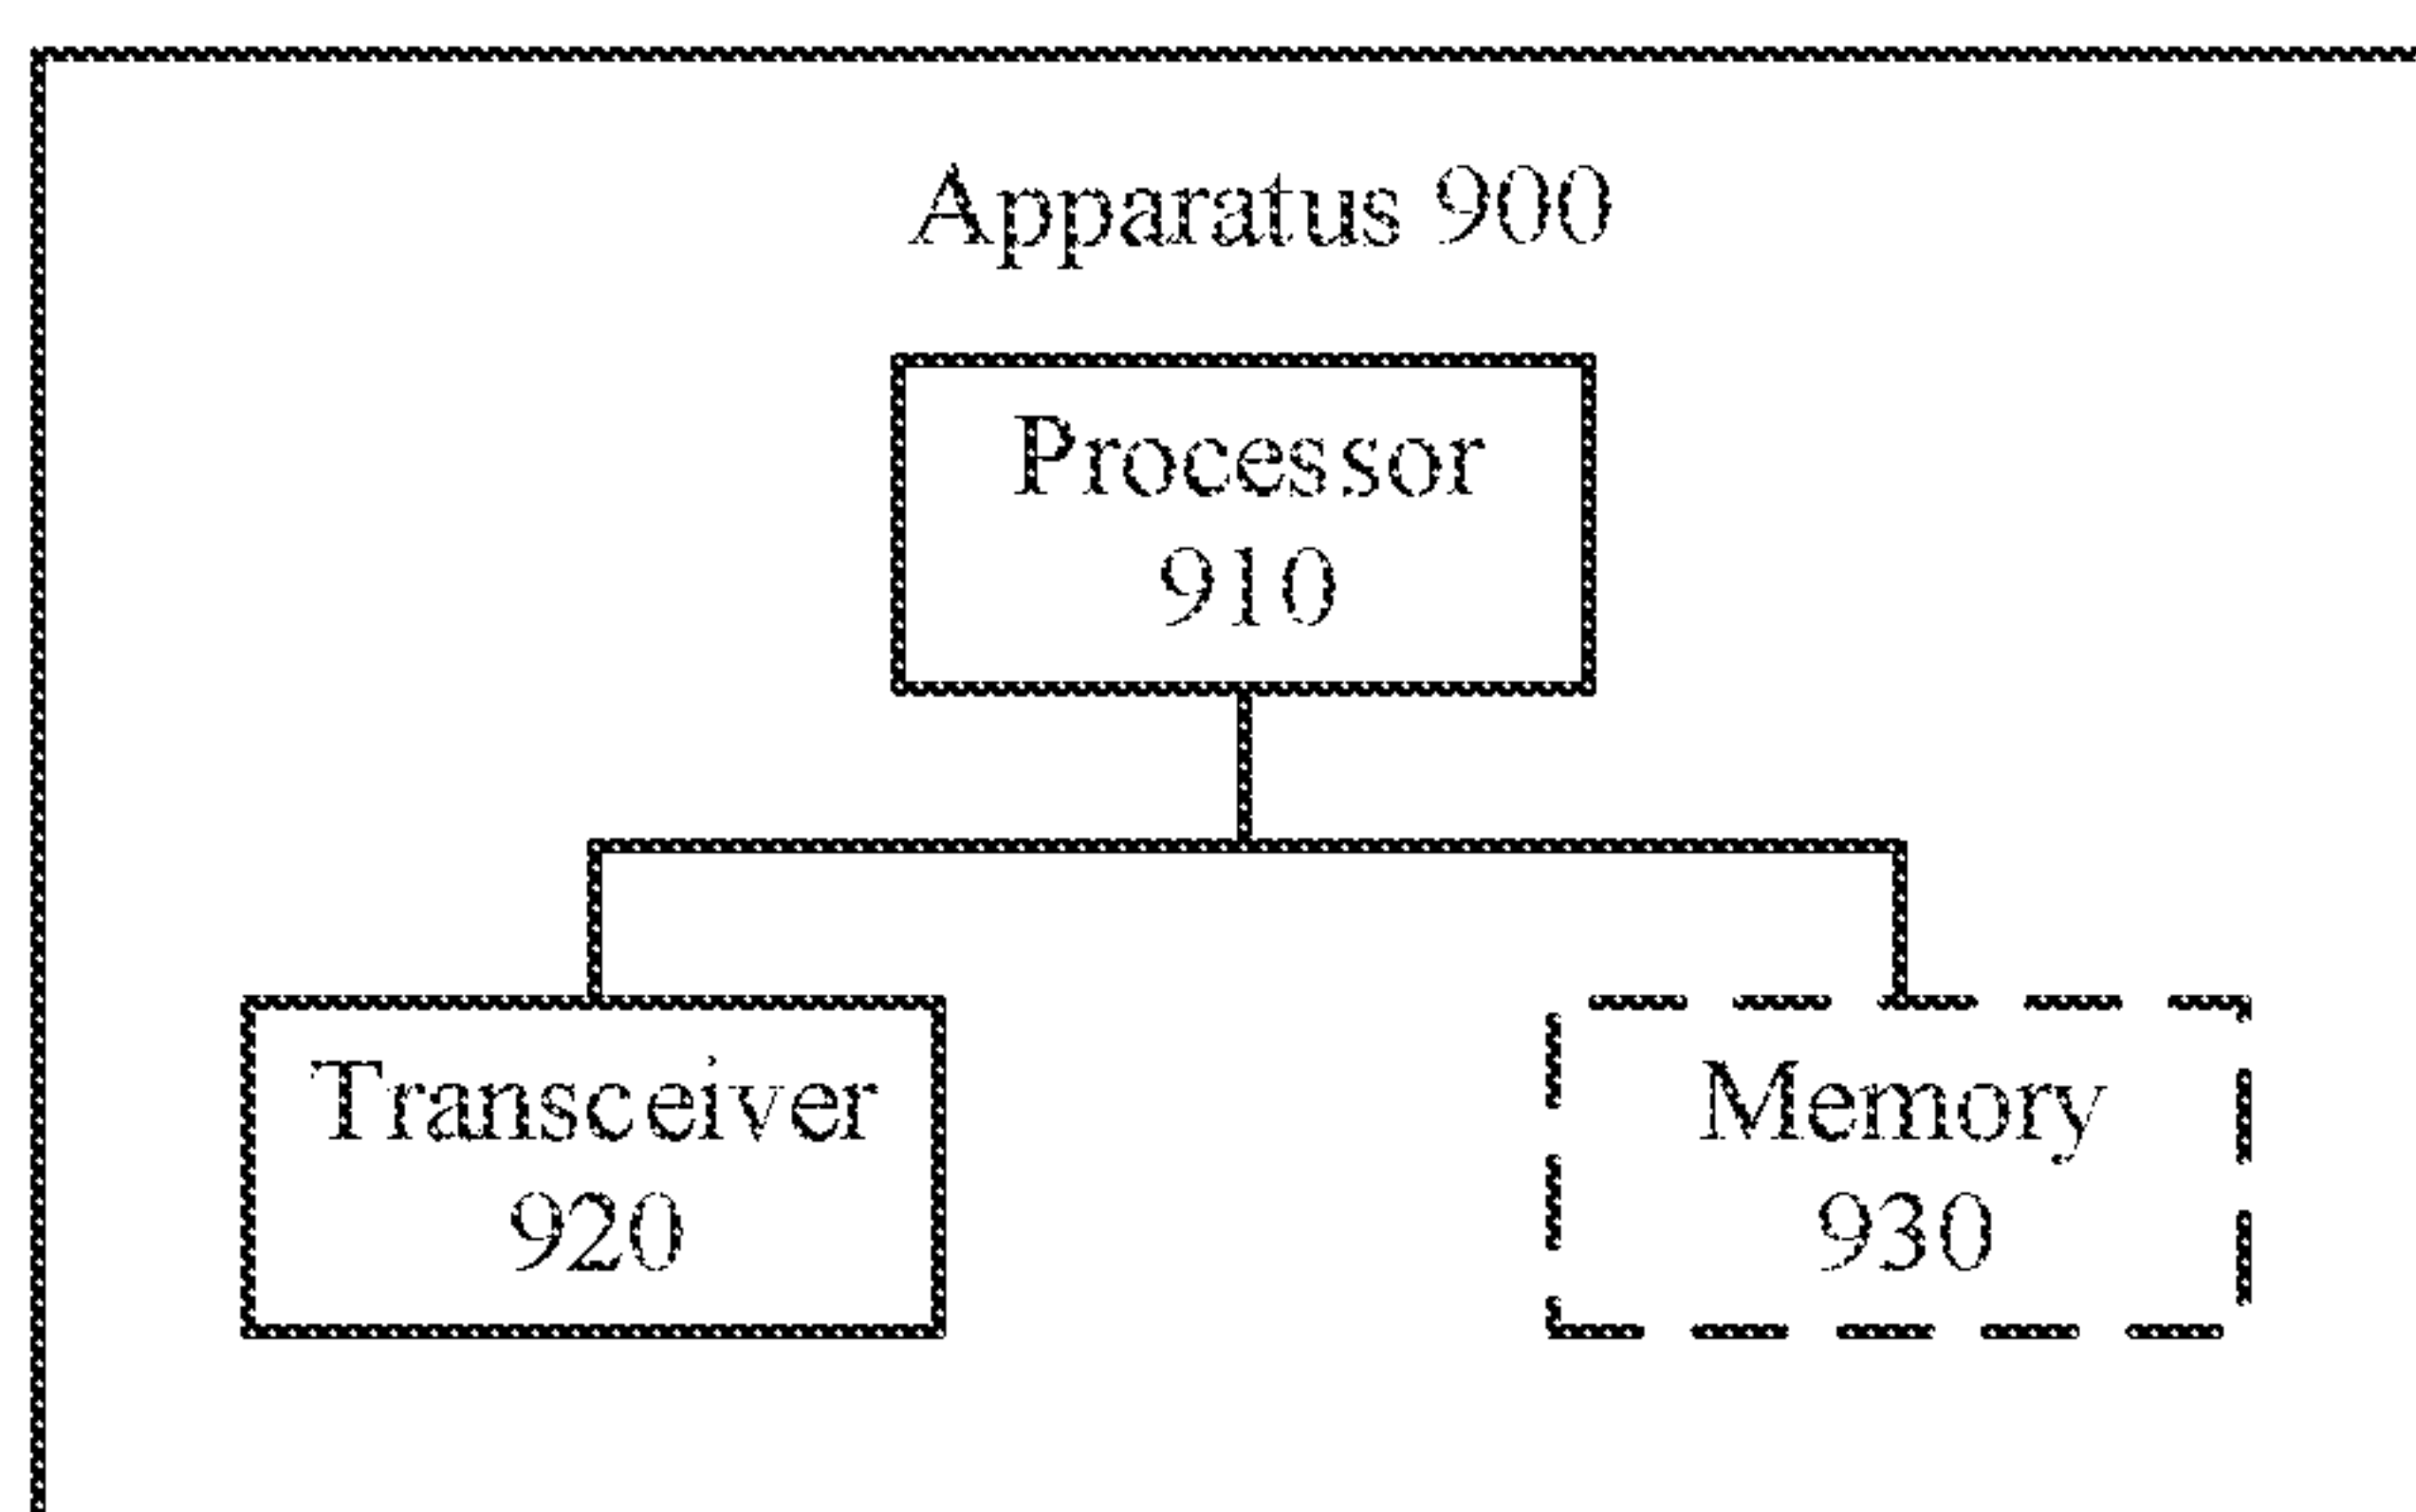 Apparatus 900
Processor
910
Transceiver
920
Memory
930